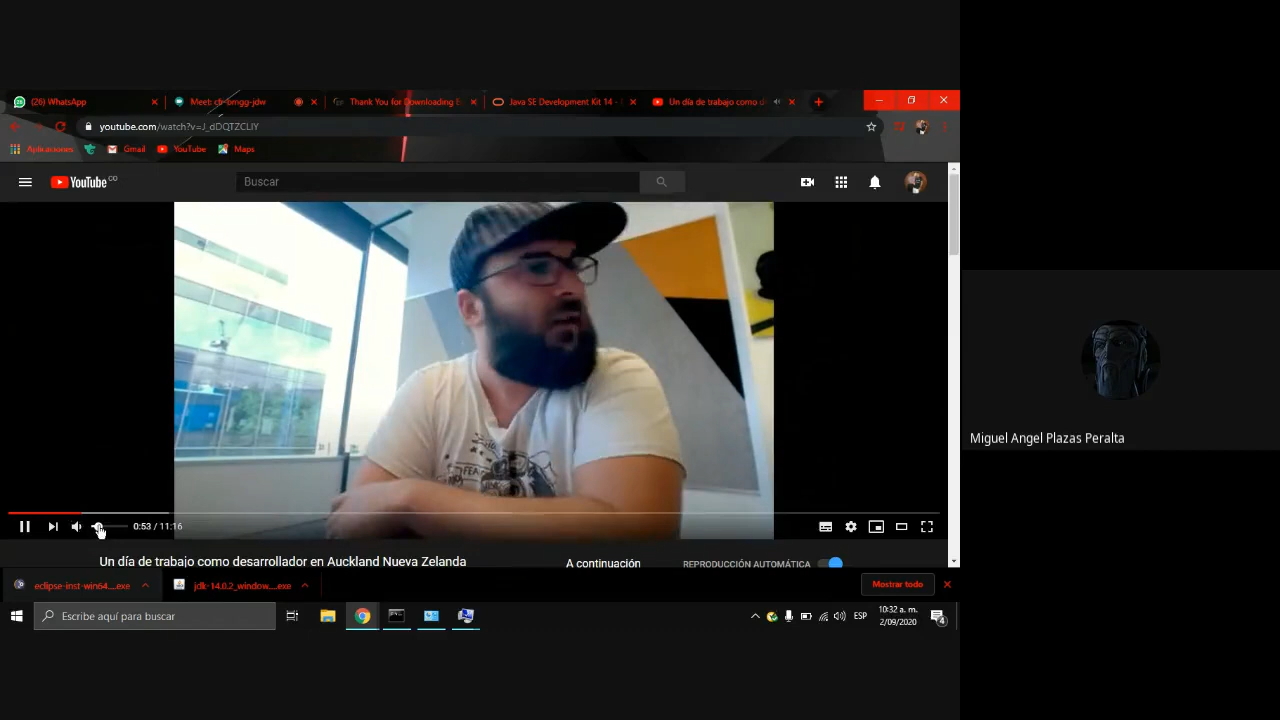 (26) WhatsApp
Meet: cfr-bmgg-jdw
Thank You for Downloading E
Java SE Development Kit 14 -
Un día de trabajo como d
youtube.com/watch?v=J_dDQTZCLIY
Aplicaciones
Gmail
YouTube
Maps
YouTube CO
Buscar
0:53 / 11:16
Un día de trabajo como desarrollador en Auckland Nueva Zelanda
A continuación
REPRODUCCIÓN AUTOMÁTICA
eclipse-inst-win64....exe
jdk-14.0.2_window....exe
Mostrar todo
Escribe aquí para buscar
ESP
10:32 a. m.
2/09/2020
4
Miguel Angel Plazas Peralta